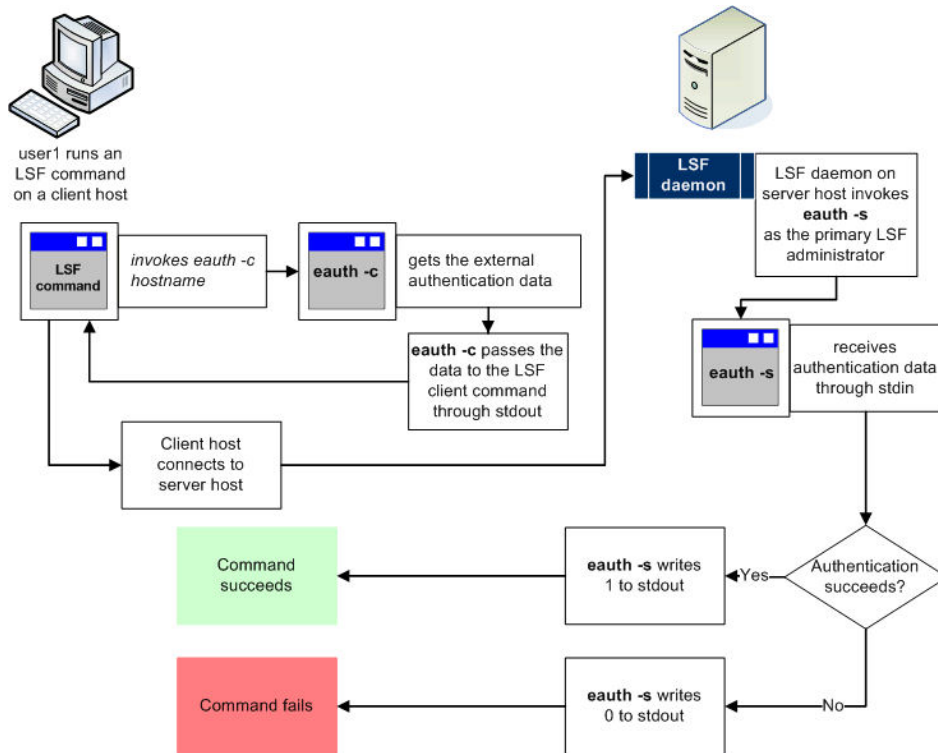 user1 runs an
LSF command
on a client host
LSF
command
invokes eauth -c
hostname
eauth -c
gets the external
authentication data
eauth -c passes the
data to the LSF
client command
through stdout
Client host
connects to
server host
LSF
daemon
LSF daemon on
server host invokes
eauth -s
as the primary LSF
administrator
eauth -s
receives
authentication data
through stdin
Authentication
succeeds?
Yes
eauth -s writes
1 to stdout
Command
succeeds
No
eauth -s writes
0 to stdout
Command fails